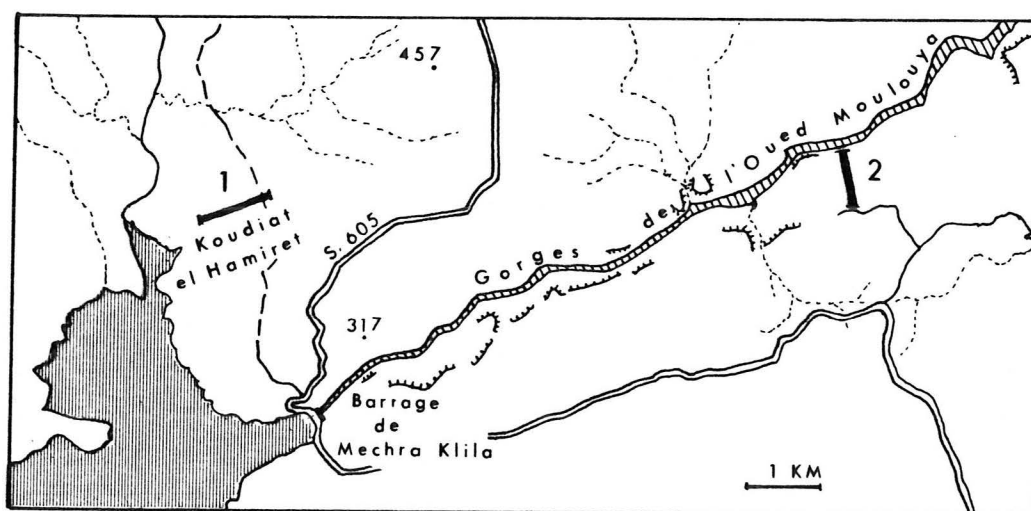 457
1
Koudiat
el Hamiret
S. 605
317
Gorges de l'Oued Moulouya
2
Barrage
de
Mechra Klila
1 KM